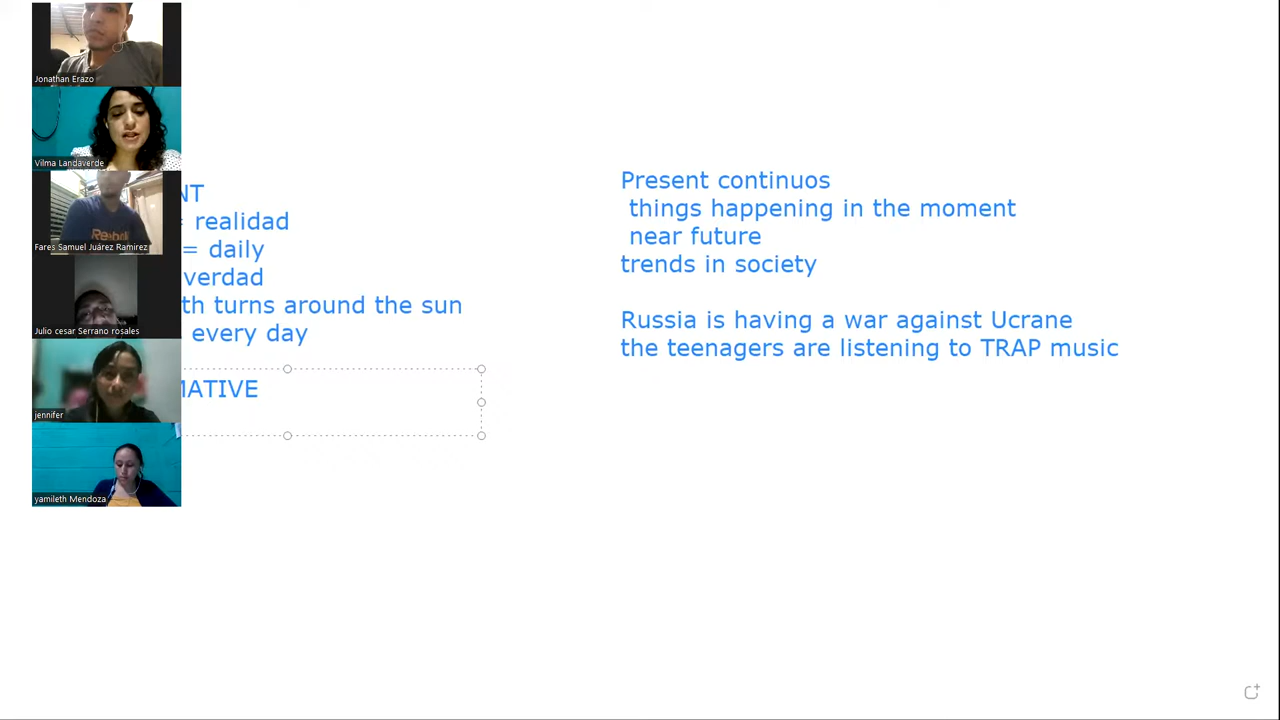 Jonathan Erazo
Vilma Landaverde
Reebok
Fares Samuel Juárez Ramírez
Julio cesar Serrano rosales
jennifer
yamileth Mendoza
NT
= realidad
= daily
verdad
th turns around the sun
every day
MATIVE
Present continuos
things happening in the moment
near future
trends in society
Russia is having a war against Ucrane
the teenagers are listening to TRAP music